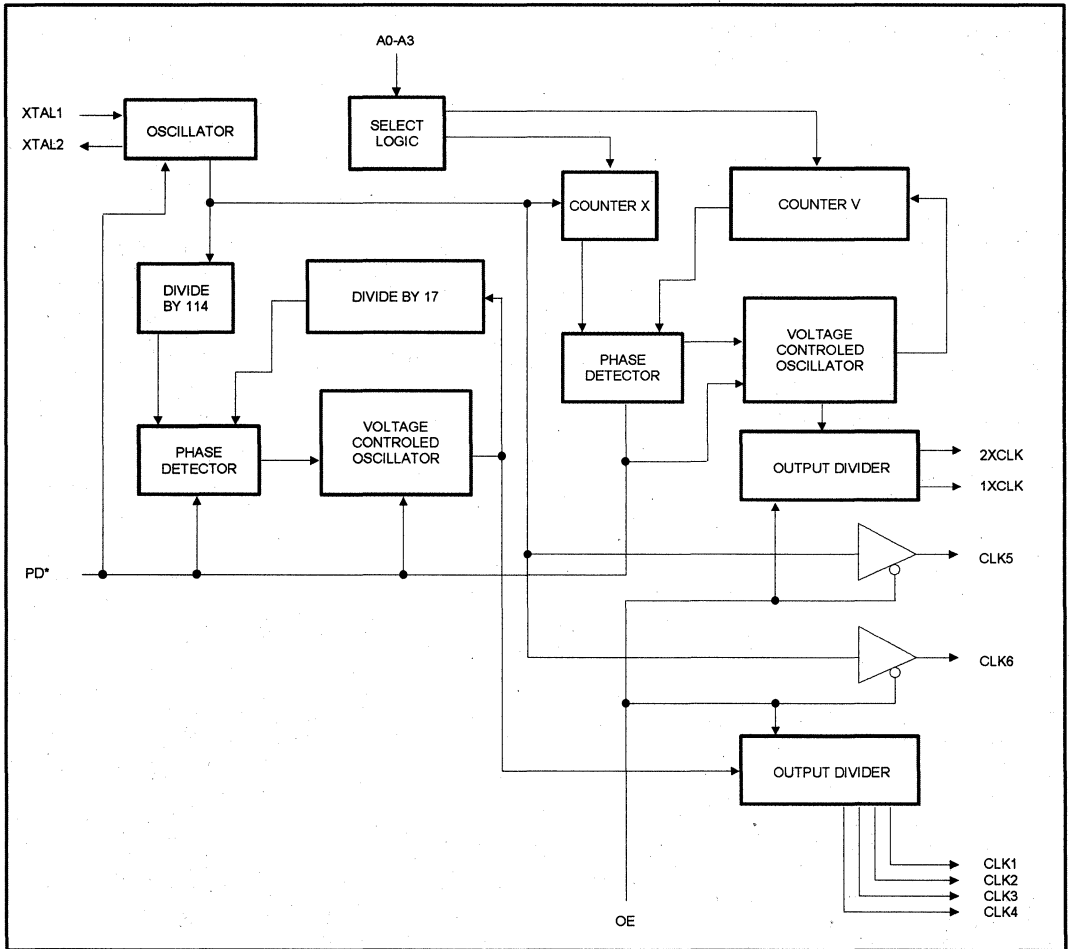 A0-A3
XTAL1
XTAL2
OSCILLATOR
SELECT
LOGIC
COUNTER X
COUNTER V
DIVIDE
BY 114
DIVIDE BY 17
PHASE
DETECTOR
VOLTAGE
CONTROLED
OSCILLATOR
PHASE
DETECTOR
VOLTAGE
CONTROLED
OSCILLATOR
OUTPUT DIVIDER
2XCLK
1XCLK
PD*
CLK5
CLK6
OUTPUT DIVIDER
CLK1
CLK2
CLK3
CLK4
OE